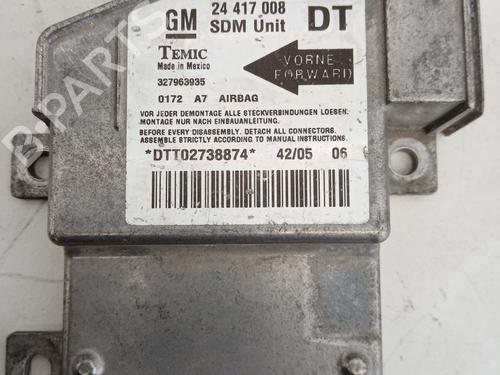 GM 24 417 008 DT
SDM Unit
TEMIC
Made in Mexico
VORNE
FORWARD
327963935
0172 A7 AIRBAG
VOR JEDER DEMONTAGE ALLE STECKVERBINDUNGEN LOESEN.
MONTAGE NUR NACH EINBAUANLEITUNG.
BEFORE EVERY DISASSEMBLY, DETACH ALL CONNECTORS.
ASSEMBLE STRICTLY ACCORDING TO MANUAL INSTRUCTIONS.
*DTT02738874* 42/05 06
B-PARTS
B-PARTS